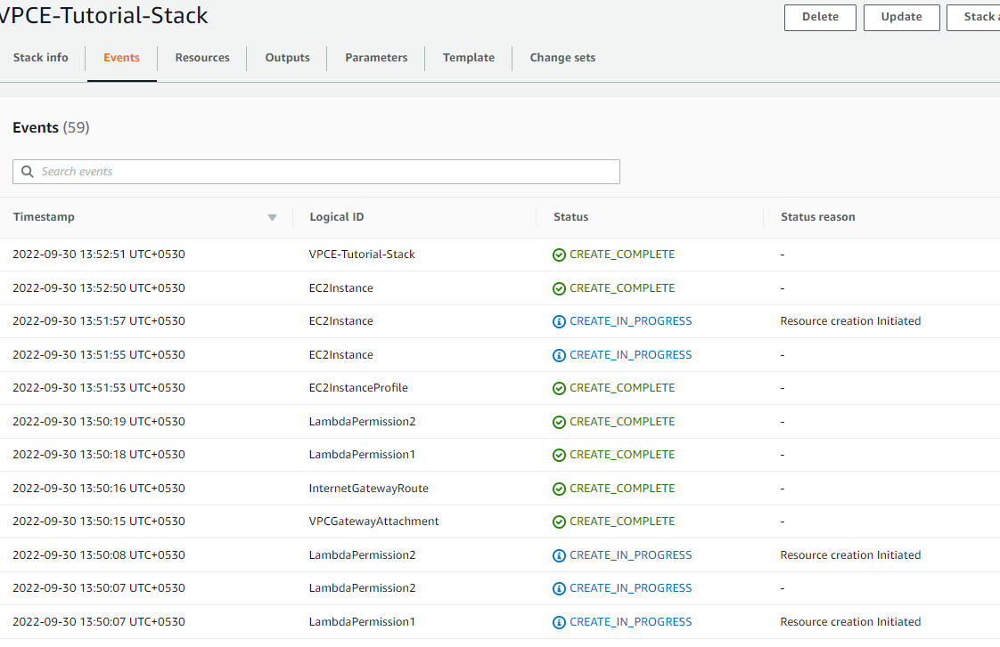 VPCE-Tutorial-Stack
Delete Update Stack
Stack info Events Resources Outputs Parameters Template Change sets
Events (59)
Search events
Timestamp Logical ID Status Status reason
2022-09-30 13:52:51 UTC+0530 VPCE-Tutorial-Stack CREATE_COMPLETE -
2022-09-30 13:52:50 UTC+0530 EC2Instance CREATE_COMPLETE -
2022-09-30 13:51:57 UTC+0530 EC2Instance CREATE_IN_PROGRESS Resource creation Initiated
2022-09-30 13:51:55 UTC+0530 EC2Instance CREATE_IN_PROGRESS -
2022-09-30 13:51:53 UTC+0530 EC2InstanceProfile CREATE_COMPLETE -
2022-09-30 13:50:19 UTC+0530 LambdaPermission2 CREATE_COMPLETE -
2022-09-30 13:50:18 UTC+0530 LambdaPermission1 CREATE_COMPLETE -
2022-09-30 13:50:16 UTC+0530 InternetGatewayRoute CREATE_COMPLETE -
2022-09-30 13:50:15 UTC+0530 VPCGatewayAttachment CREATE_COMPLETE -
2022-09-30 13:50:08 UTC+0530 LambdaPermission2 CREATE_IN_PROGRESS Resource creation Initiated
2022-09-30 13:50:07 UTC+0530 LambdaPermission2 CREATE_IN_PROGRESS -
2022-09-30 13:50:07 UTC+0530 LambdaPermission1 CREATE_IN_PROGRESS Resource creation Initiated